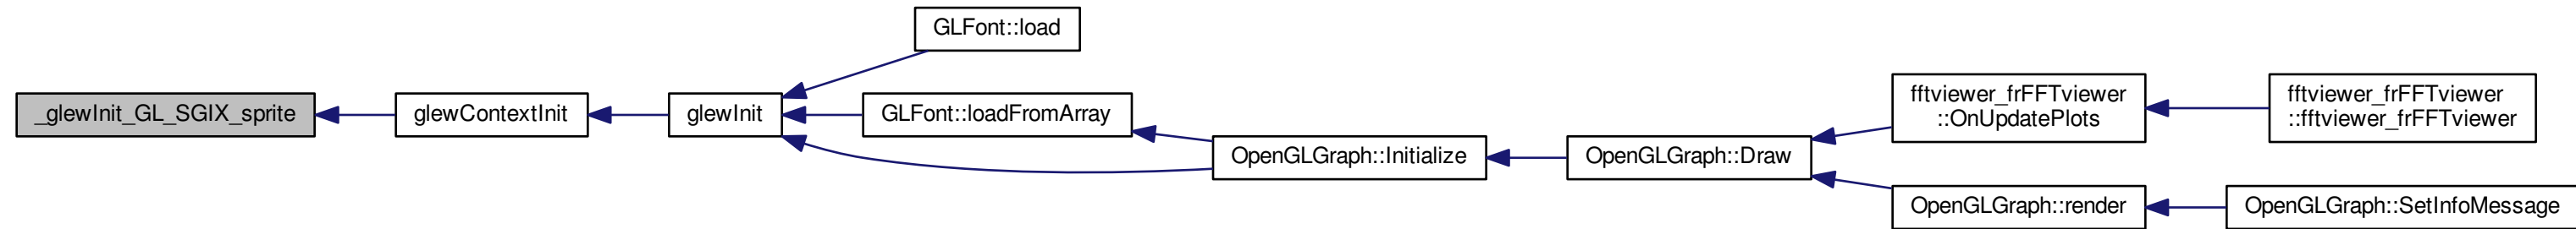 GLFont::load
_glewInit_GL_SGIX_sprite
glewContextInit
glewInit
GLFont::loadFromArray
OpenGLGraph::Initialize
OpenGLGraph::Draw
fftviewer_frFFTviewer
::OnUpdatePlots
fftviewer_frFFTviewer
::fftviewer_frFFTviewer
OpenGLGraph::render
OpenGLGraph::SetInfoMessage